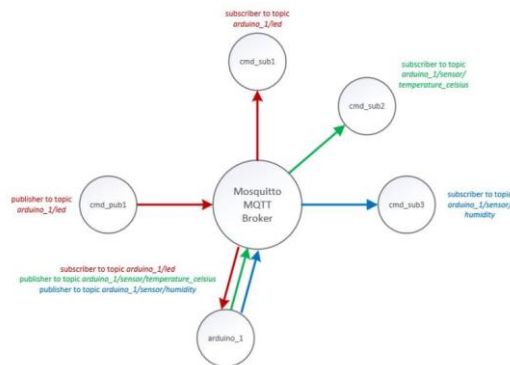 subscriber to topic
arduino_1/led
cmd_sub1
subscriber to topic
arduino_1/sensor/
temperature_celsius
cmd_sub2
publisher to topic
arduino_1/led
cmd_pub1
Mosquitto
MQTT
Broker
cmd_sub3
subscriber to topic
arduino_1/sensor/
humidity
subscriber to topic arduino_1/led
publisher to topic arduino_1/sensor/temperature_celsius
publisher to topic arduino_1/sensor/humidity
arduino_1